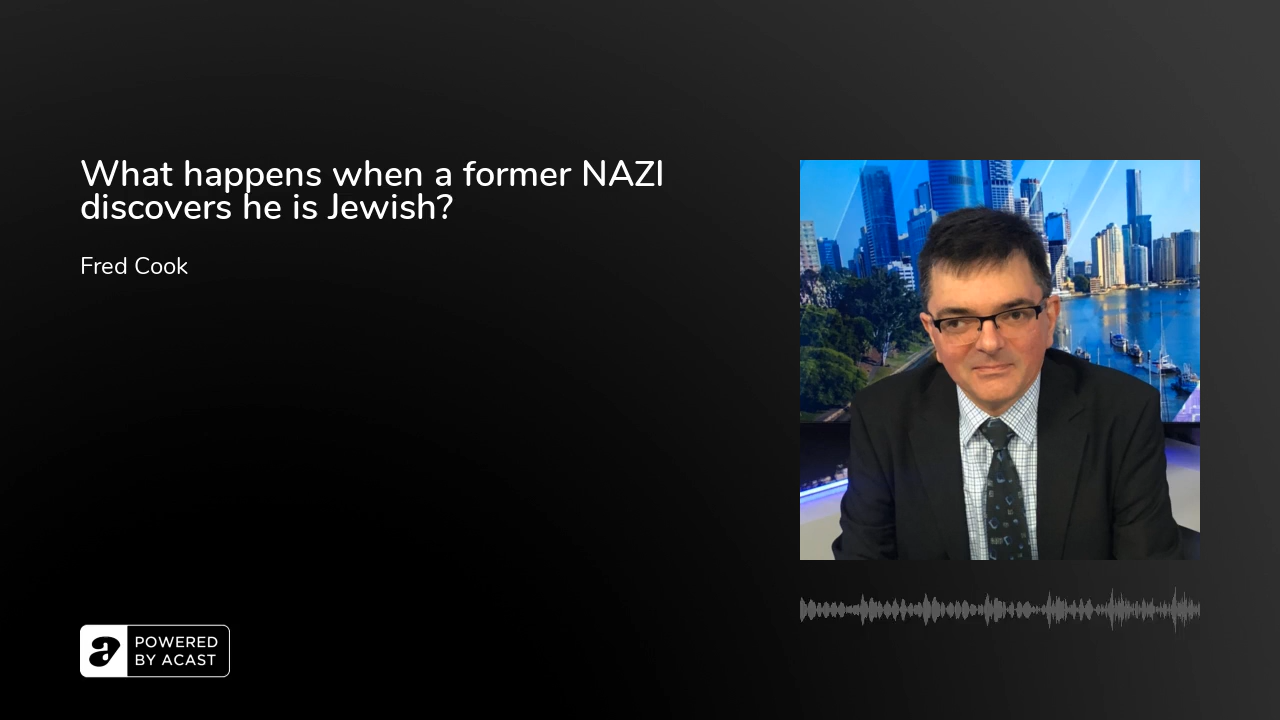 What happens when a former NAZI
discovers he is Jewish?
Fred Cook
POWERED
BY ACAST